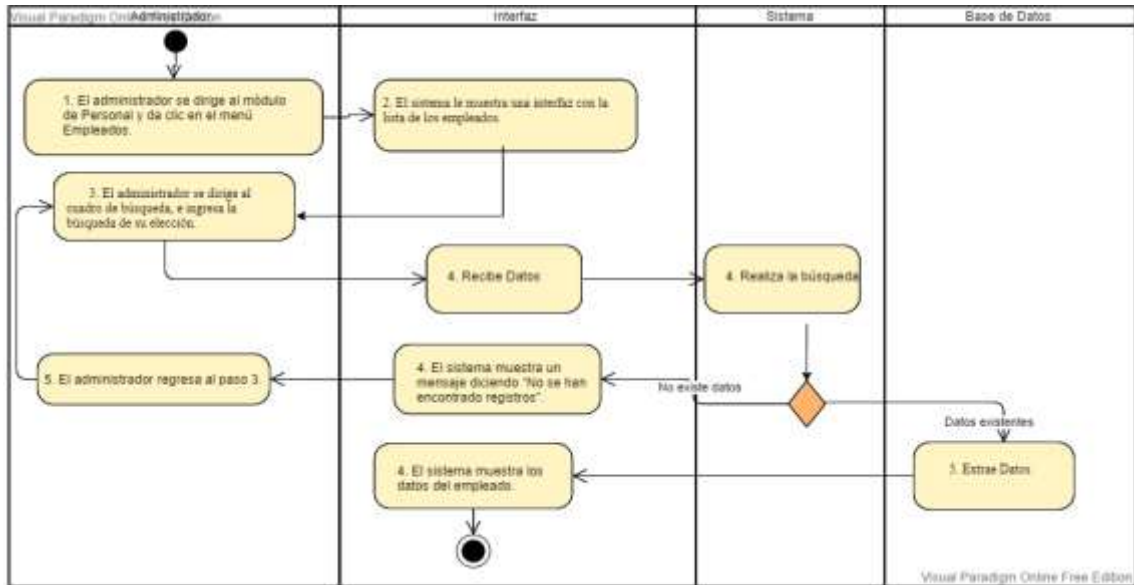 Visual Paradigm Online Free Edition
Administrador
Interfaz
Sistema
Base de Datos
1. El administrador se dirige al módulo
de Personal y da clic en el menú
Empleados.
2. El sistema le muestra una interfaz con la
lista de los empleados
3. El administrador se dirige al
cuadro de búsqueda, e ingresa la
búsqueda de su elección.
4. Recibe Datos
4. Realiza la búsqueda
5. El administrador regresa al paso 3.
4. El sistema muestra un
mensaje diciendo "No se han
encontrado registros".
No existe datos
Datos existentes
4. El sistema muestra los
datos del empleado.
5. Extrae Datos
Visual Paradigm Online Free Edition